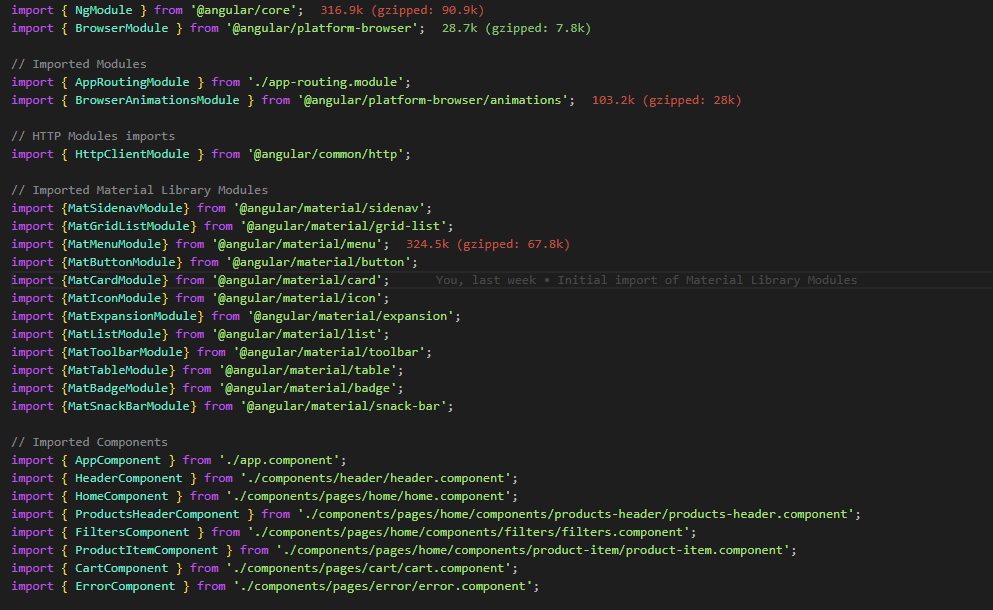 import { NgModule } from '@angular/core'; 316.9k (gzipped: 90.9k)
import { BrowserModule } from '@angular/platform-browser'; 28.7k (gzipped: 7.8k)
// Imported Modules
import { AppRoutingModule } from './app-routing.module';
import { BrowserAnimationsModule } from '@angular/platform-browser/animations'; 103.2k (gzipped: 28k)
// HTTP Modules imports
import { HttpClientModule } from '@angular/common/http';
// Imported Material Library Modules
import {MatSidenavModule} from '@angular/material/sidenav';
import {MatGridListModule} from '@angular/material/grid-list';
import {MatMenuModule} from '@angular/material/menu'; 324.5k (gzipped: 67.8k)
import {MatButtonModule} from '@angular/material/button';
import {MatCardModule} from '@angular/material/card'; You, last week • Initial import of Material Library Modules
import {MatIconModule} from '@angular/material/icon';
import {MatExpansionModule} from '@angular/material/expansion';
import {MatListModule} from '@angular/material/list';
import {MatToolbarModule} from '@angular/material/toolbar';
import {MatTableModule} from '@angular/material/table';
import {MatBadgeModule} from '@angular/material/badge';
import {MatSnackBarModule} from '@angular/material/snack-bar';
// Imported Components
import { AppComponent } from './app.component';
import { HeaderComponent } from './components/header/header.component';
import { HomeComponent } from './components/pages/home/home.component';
import { ProductsHeaderComponent } from './components/pages/home/components/products-header/products-header.component';
import { FiltersComponent } from './components/pages/home/components/filters/filters.component';
import { ProductItemComponent } from './components/pages/home/components/product-item/product-item.component';
import { CartComponent } from './components/pages/cart/cart.component';
import { ErrorComponent } from './components/pages/error/error.component';